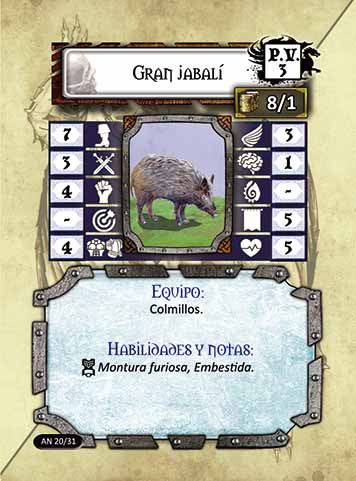 Gran jabalí
P.V.
3
8/1
7 3
3 1
4 -
- 5
4 5
Equipo:
Colmillos.
Habilidades y notas:
Montura furiosa, Embestida.
AN 20/31